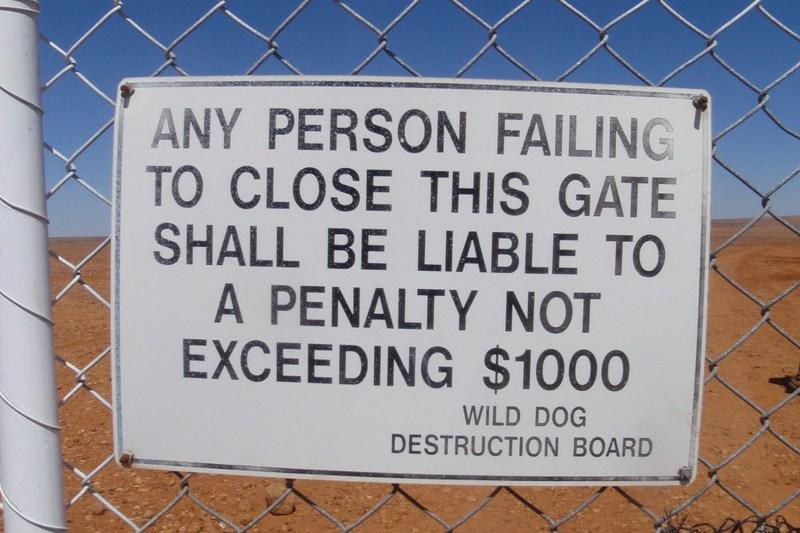 ANY PERSON FAILING
TO CLOSE THIS GATE
SHALL BE LIABLE TO
A PENALTY NOT
EXCEEDING $1000
WILD DOG
DESTRUCTION BOARD